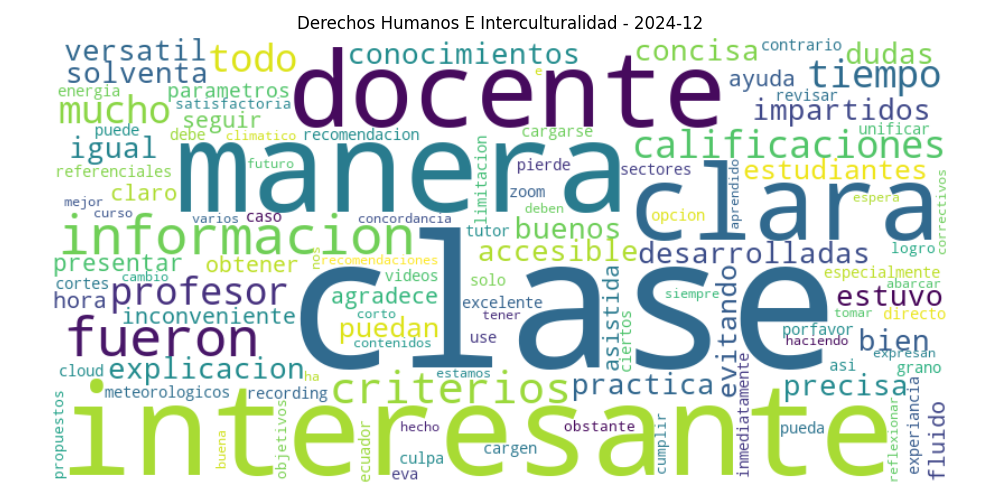 Derechos Humanos E Interculturalidad - 2024-12
versatil todo docente conocimientos concisa contrario dudas
solventa ayuda tiempo
energia parametros revisar
mucho satisfactoria seguir impartidos
puede debe climatico recomendacion cargarse unificar
igual manera limitacion calificaciones
referenciales futuro pierde sectores estudiantes
claro zoom clara aprendido espera correctivos
mejor curso varios caso concordancia deben opcion
informacion tutor buenos logro
presentar obtener nos recomendaciones accesible desarrolladas
cortes cambio videos solo especialmente abarcar
hora profesor agradece clase excelente siempre estuvo
inconveniente corto tener asistida evitando tomar directo
fueron puedan use ciertos porfavor haciendo bien
contenidos expresan
cloud explicacion ha estamos asi grano
meteorologicos recording criterios practica inmediatamente precisa
propuestos interesante reflexionar experiancia fluido
buena objetivos ecuador hecho obstante cumplir pueda
culpa cargen
eva
e